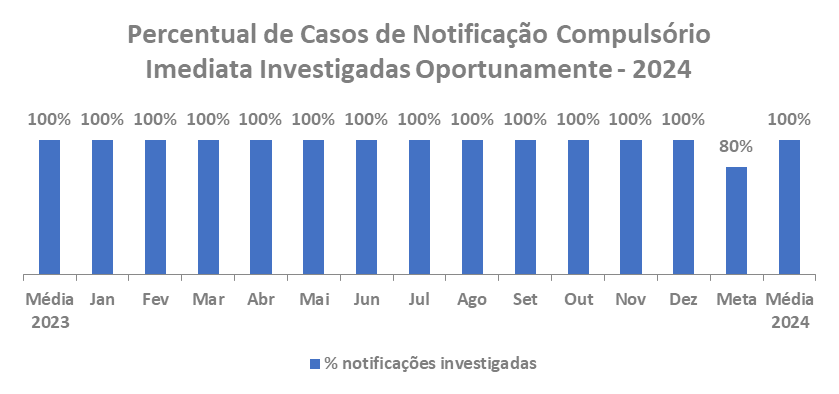 Percentual de Casos de Notificação Compulsório
Imediata Investigadas Oportunamente - 2024
100% 100% 100% 100% 100% 100% 100% 100% 100% 100% 100% 100% 100% 80% 100%
Média 2023 Jan Fev Mar Abr Mai Jun Jul Ago Set Out Nov Dez Meta Média 2024
% notificações investigadas